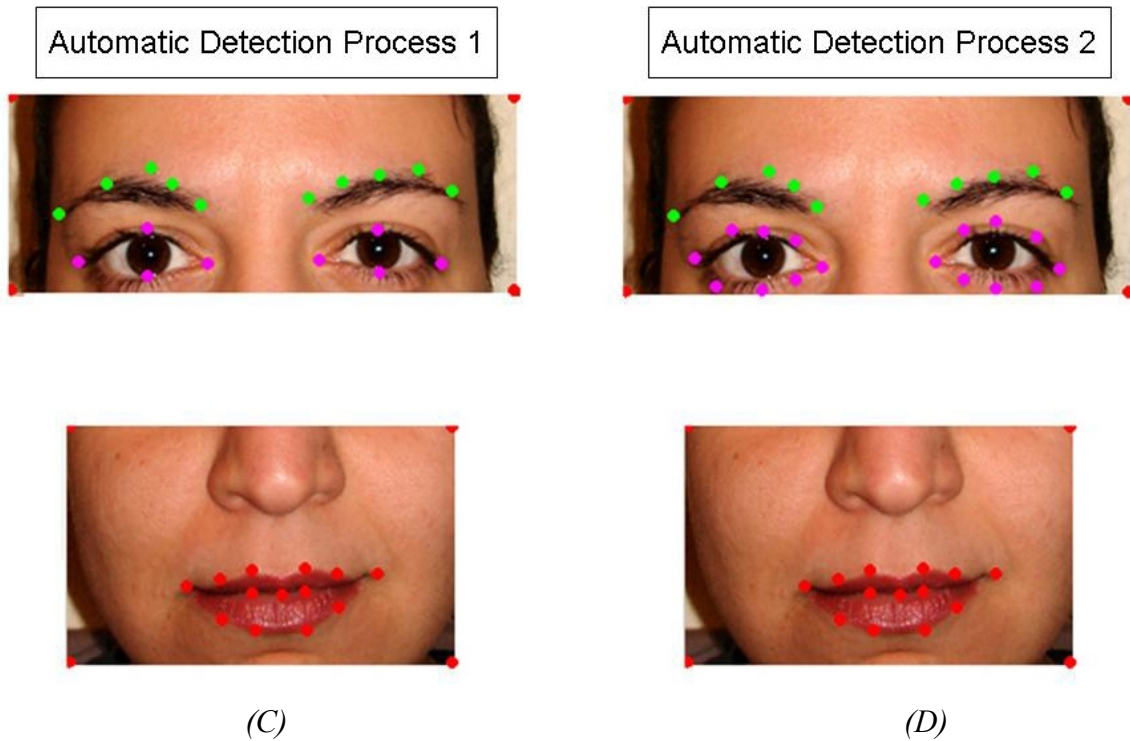 Automatic Detection Process 1
Automatic Detection Process 2
(C)
(D)